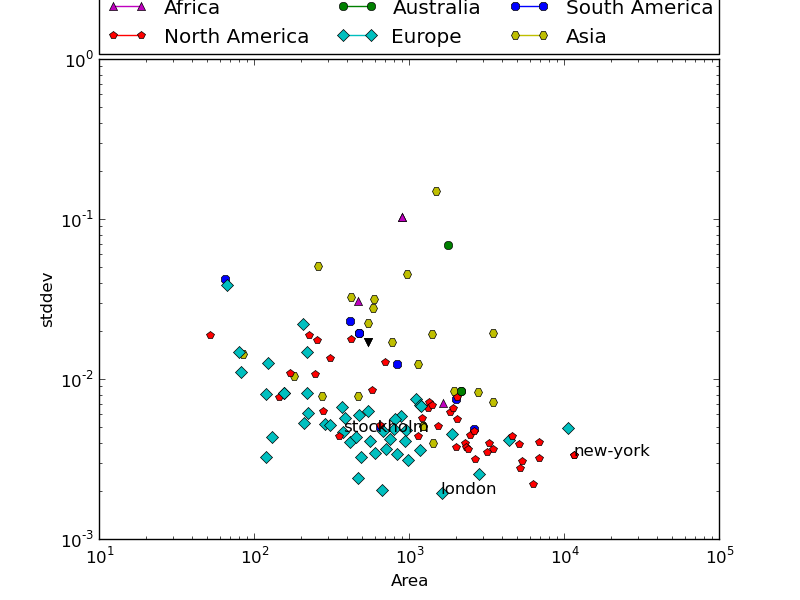 Africa Australia South America
North America Europe Asia
10^0
10^-1
10^-2
10^-3
stddev
stockholm
new-york
london
10^1 10^2 10^3 10^4 10^5
Area